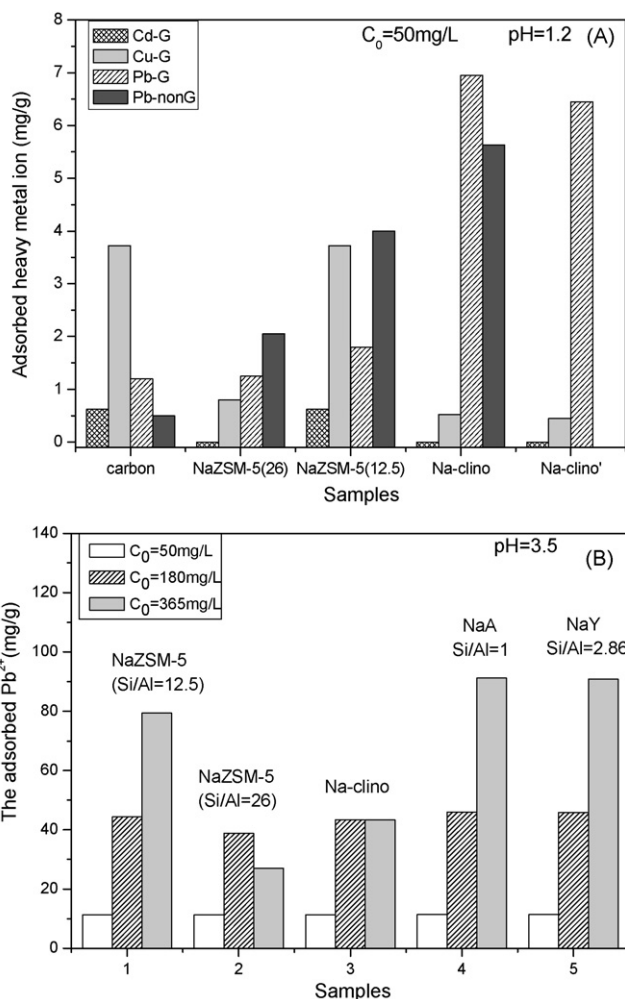 8
7
6
5
4
3
2
1
0
Adsorbed heavy metal ion (mg/g)
Cd-G
Cu-G
Pb-G
Pb-nonG
C₀=50mg/L pH=1.2 (A)
carbon NaZSM-5(26) NaZSM-5(12.5) Na-clino Na-clino'
Samples
140
120
100
80
60
40
20
0
The adsorbed Pb²⁺(mg/g)
C₀=50mg/L
C₀=180mg/L
C₀=365mg/L
pH=3.5 (B)
NaZSM-5
(Si/Al=12.5)
NaZSM-5
(Si/Al=26)
Na-clino
NaA
Si/Al=1
NaY
Si/Al=2.86
1 2 3 4 5
Samples